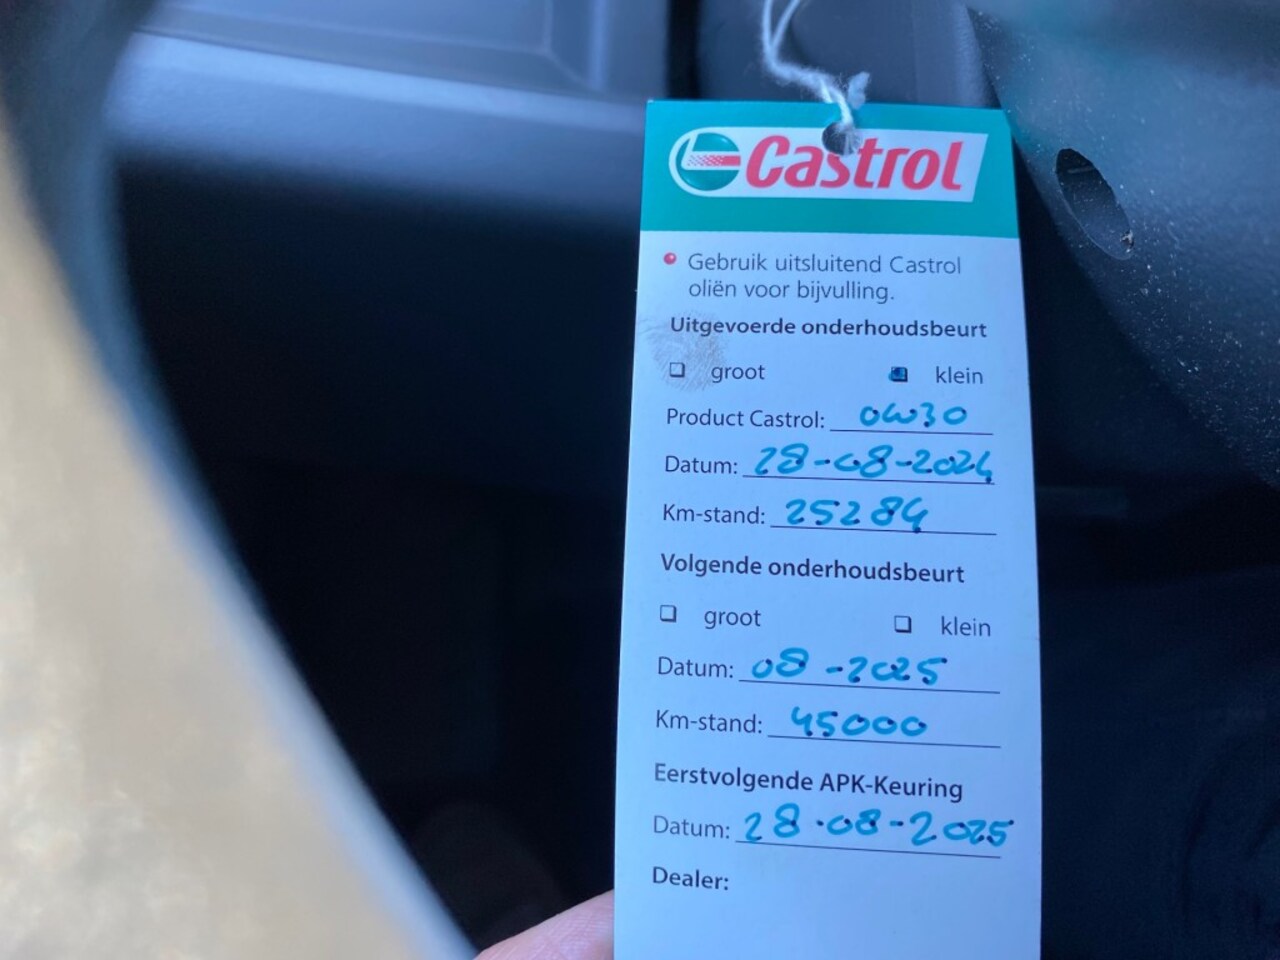 Castrol
Gebruik uitsluitend Castrol
oliën voor bijvulling.
Uitgevoerde onderhoudsbeurt
groot klein
Product Castrol: 0W30
Datum: 28-08-2024
Km-stand: 25284
Volgende onderhoudsbeurt
groot klein
Datum: 08-2025
Km-stand: 45000
Eerstvolgende APK-Keuring
Datum: 28-08-2025
Dealer: